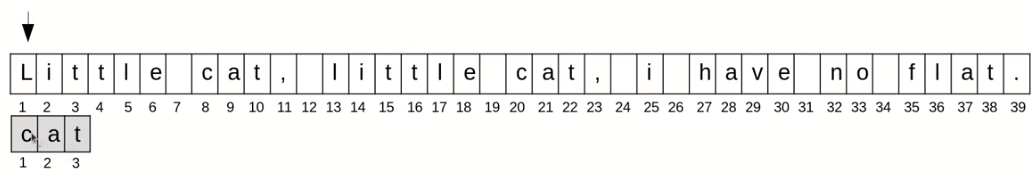 Little cat, little cat, i have no flat.
1 2 3 4 5 6 7 8 9 10 11 12 13 14 15 16 17 18 19 20 21 22 23 24 25 26 27 28 29 30 31 32 33 34 35 36 37 38 39
cat
1 2 3